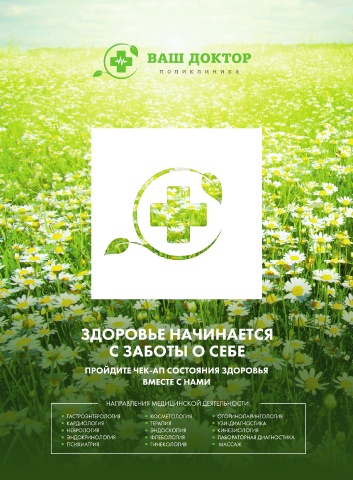 ВАШ ДОКТОР
ПОЛИКЛИНИКА
ЗДОРОВЬЕ НАЧИНАЕТСЯ
С ЗАБОТЫ О СЕБЕ
ПРОЙДИТЕ ЧЕК-АП СОСТОЯНИЯ ЗДОРОВЬЯ
ВМЕСТЕ С НАМИ
НАПРАВЛЕНИЯ МЕДИЦИНСКОЙ ДЕЯТЕЛЬНОСТИ:
ГАСТРОЭНТЕРОЛОГИЯ
КАРДИОЛОГИЯ
НЕВРОЛОГИЯ
ЭНДОКРИНОЛОГИЯ
ПСИХИАТРИЯ
КОСМЕТОЛОГИЯ
ТЕРАПИЯ
ЭНДОСКОПИЯ
ФЛЕБОЛОГИЯ
ГИНЕКОЛОГИЯ
ОТОРИНОЛАРИНГОЛОГИЯ
УЗИ-ДИАГНОСТИКА
КИНЕЗИОЛОГИЯ
ЛАБОРАТОРНАЯ ДИАГНОСТИКА
МАССАЖ